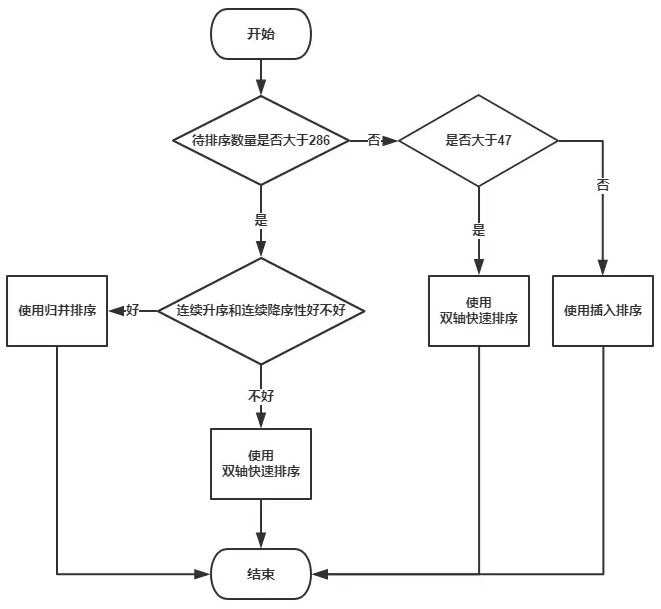 开始
待排序数量是否大于286
否
是否大于47
是
是
否
使用归并排序
好
连续升序和连续降序性好不好
使用
双轴快速排序
使用插入排序
不好
使用
双轴快速排序
结束